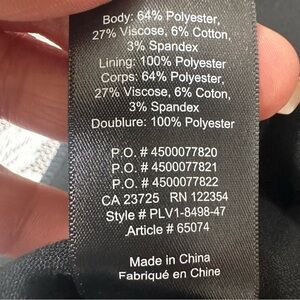 Body: 64% Polyester,
27% Viscose, 6% Cotton,
3% Spandex
Lining: 100% Polyester
Corps: 64% Polyester,
27% Viscose, 6% Coton,
3% Spandex
Doublure: 100% Polyester
P.O. # 4500077820
P.O. # 4500077821
P.O. # 4500077822
CA 23725 RN 122354
Style # PLV1-8498-47
Article # 65074
Made in China
Fabriqué en Chine